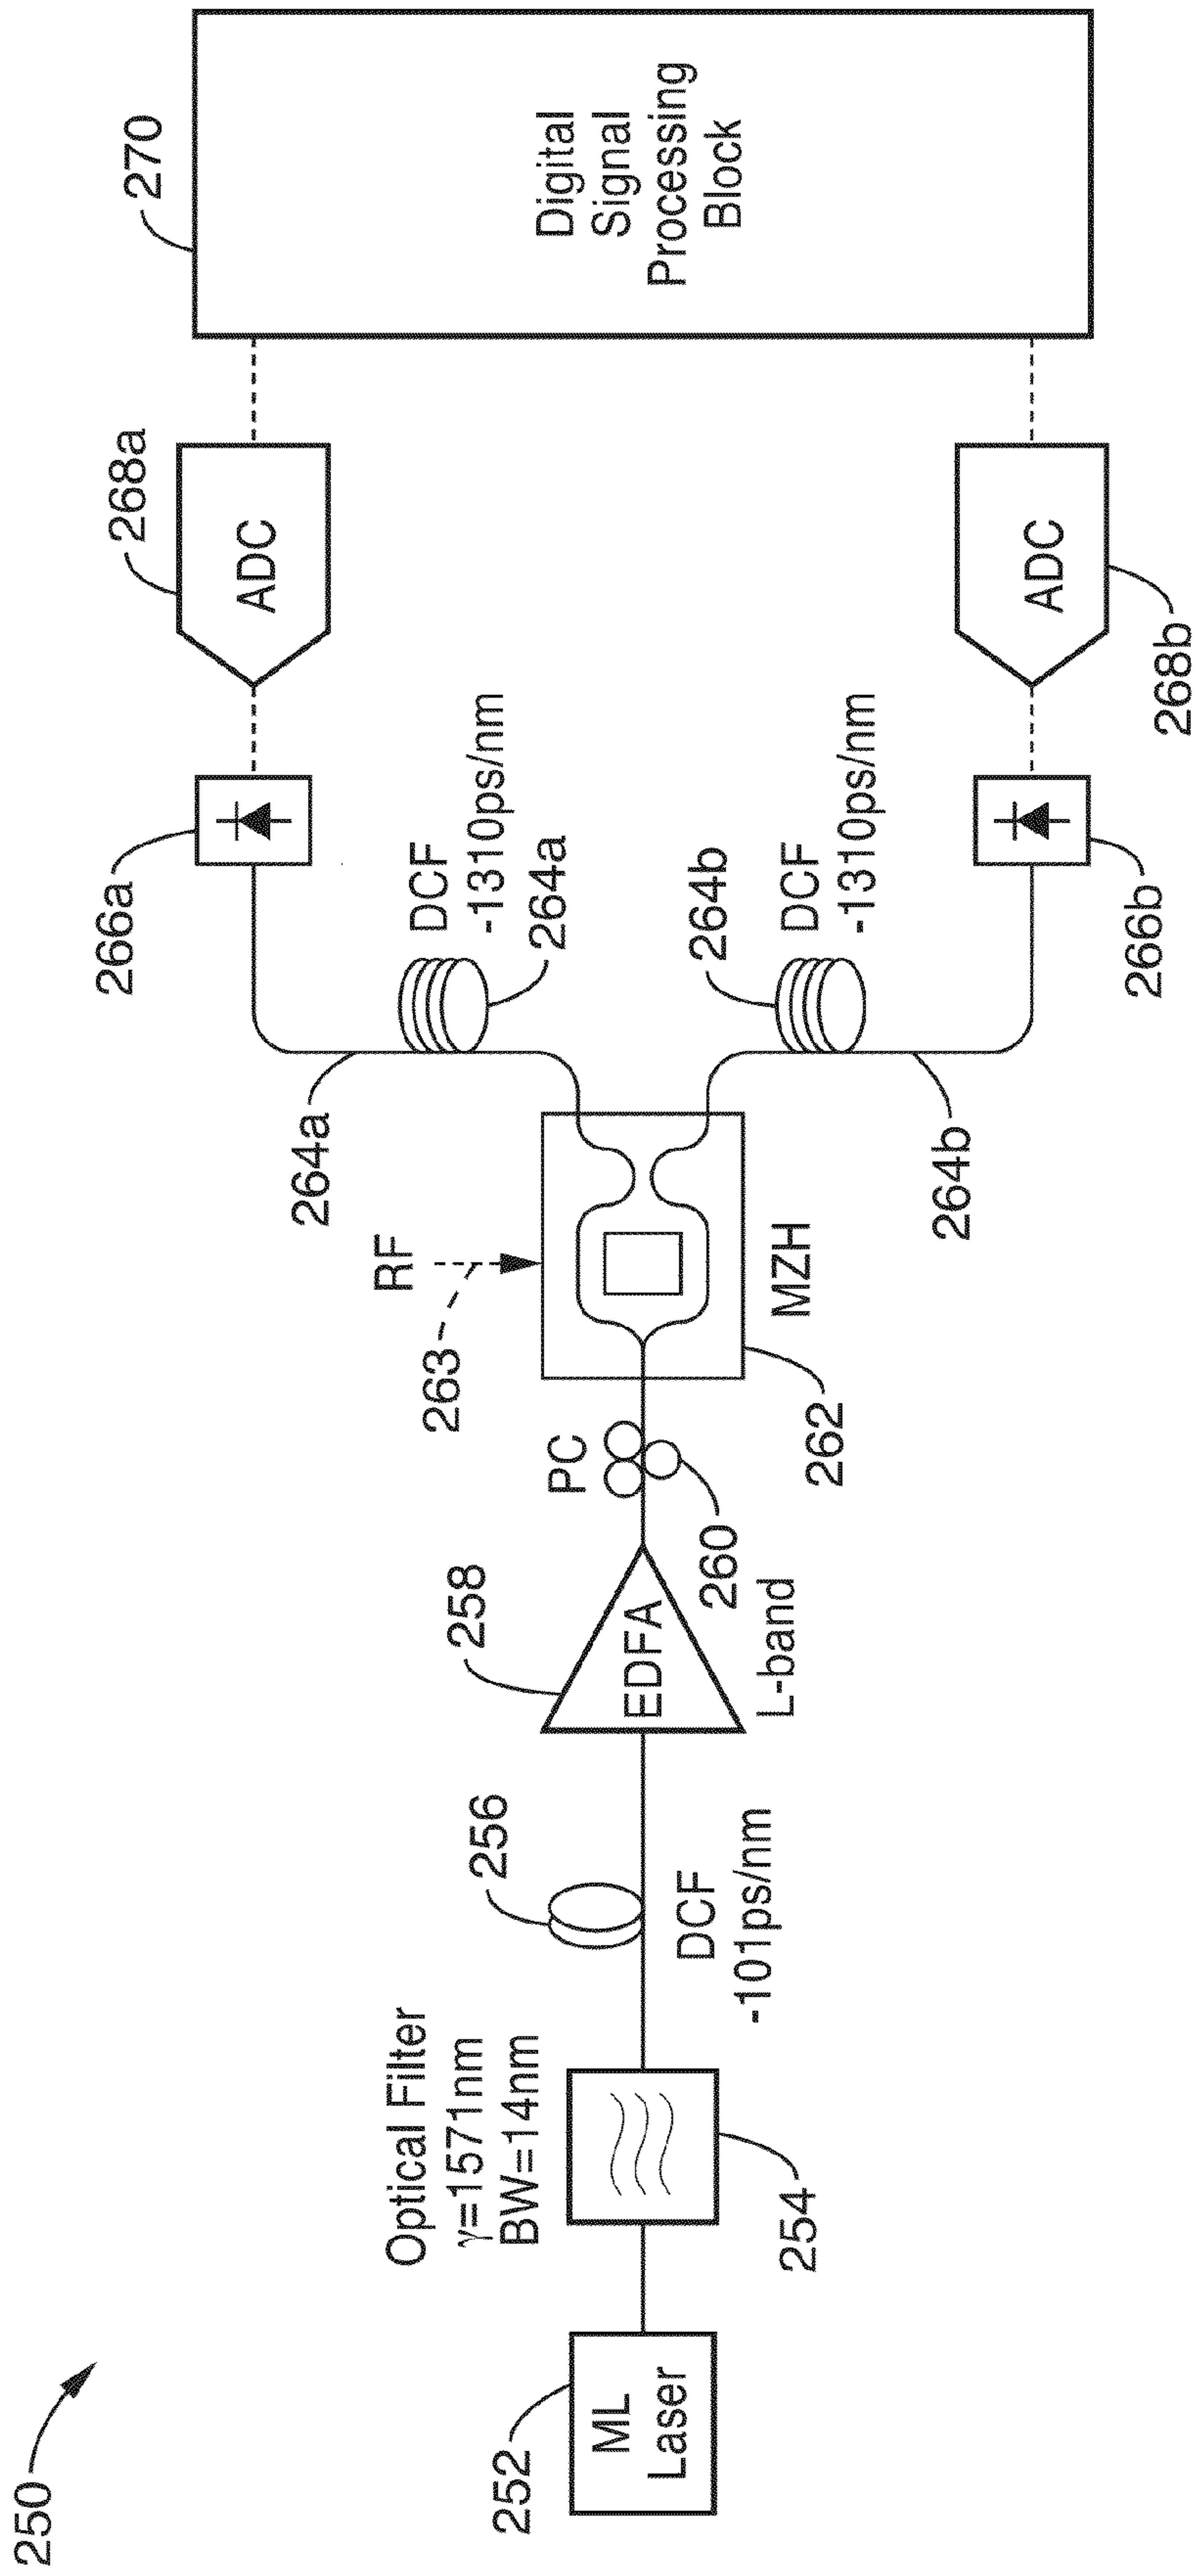 250
252
ML
Laser
Optical Filter
γ=1571nm
BW=14nm
254
256
DCF
-101ps/nm
258
EDFA
L-band
PC
260
RF
263
MZH
262
264a
DCF
-1310ps/nm
264a
264b
DCF
-1310ps/nm
264b
266a
266b
268a
ADC
ADC
268b
270
Digital
Signal
Processing
Block